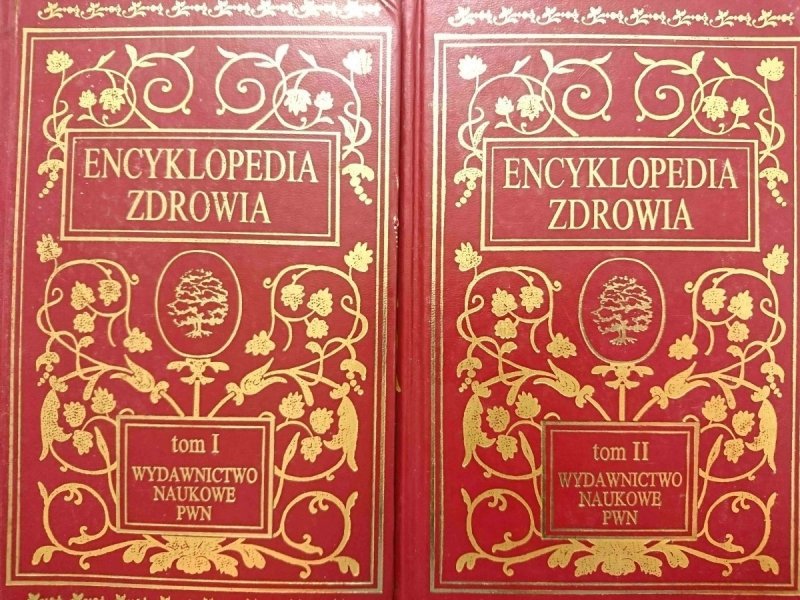 ENCYKLOPEDIA
ZDROWIA
tom I
WYDAWNICTWO
NAUKOWE
PWN
ENCYKLOPEDIA
ZDROWIA
tom II
WYDAWNICTWO
NAUKOWE
PWN